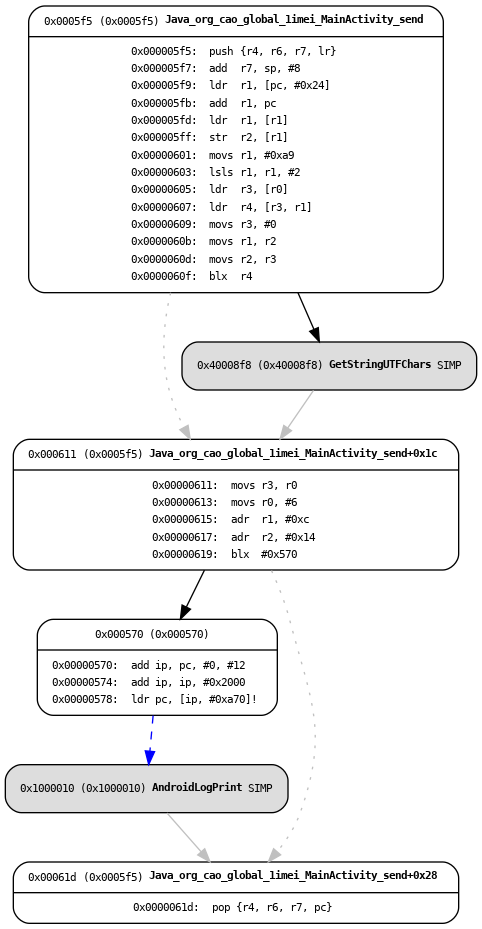 0x0005f5 (0x0005f5) Java_org_cao_global_1imei_MainActivity_send
0x000005f5: push {r4, r6, r7, lr}
0x000005f7: add r7, sp, #8
0x000005f9: ldr r1, [pc, #0x24]
0x000005fb: add r1, pc
0x000005fd: ldr r1, [r1]
0x000005ff: str r2, [r1]
0x00000601: movs r1, #0xa9
0x00000603: lsls r1, r1, #2
0x00000605: ldr r3, [r0]
0x00000607: ldr r4, [r3, r1]
0x00000609: movs r3, #0
0x0000060b: movs r1, r2
0x0000060d: movs r2, r3
0x0000060f: blx r4
0x40008f8 (0x40008f8) GetStringUTFChars SIMP
0x000611 (0x0005f5) Java_org_cao_global_1imei_MainActivity_send+0x1c
0x00000611: movs r3, r0
0x00000613: movs r0, #6
0x00000615: adr r1, #0xc
0x00000617: adr r2, #0x14
0x00000619: blx #0x570
0x000570 (0x000570)
0x00000570: add ip, pc, #0, #12
0x00000574: add ip, ip, #0x2000
0x00000578: ldr pc, [ip, #0xa70]!
0x1000010 (0x1000010) AndroidLogPrint SIMP
0x00061d (0x0005f5) Java_org_cao_global_1imei_MainActivity_send+0x28
0x0000061d: pop {r4, r6, r7, pc}